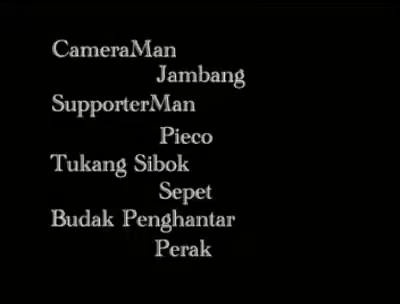 CameraMan
Jambang
SupporterMan
Pieco
Tukang Sibok
Sepet
Budak Penghantar
Perak